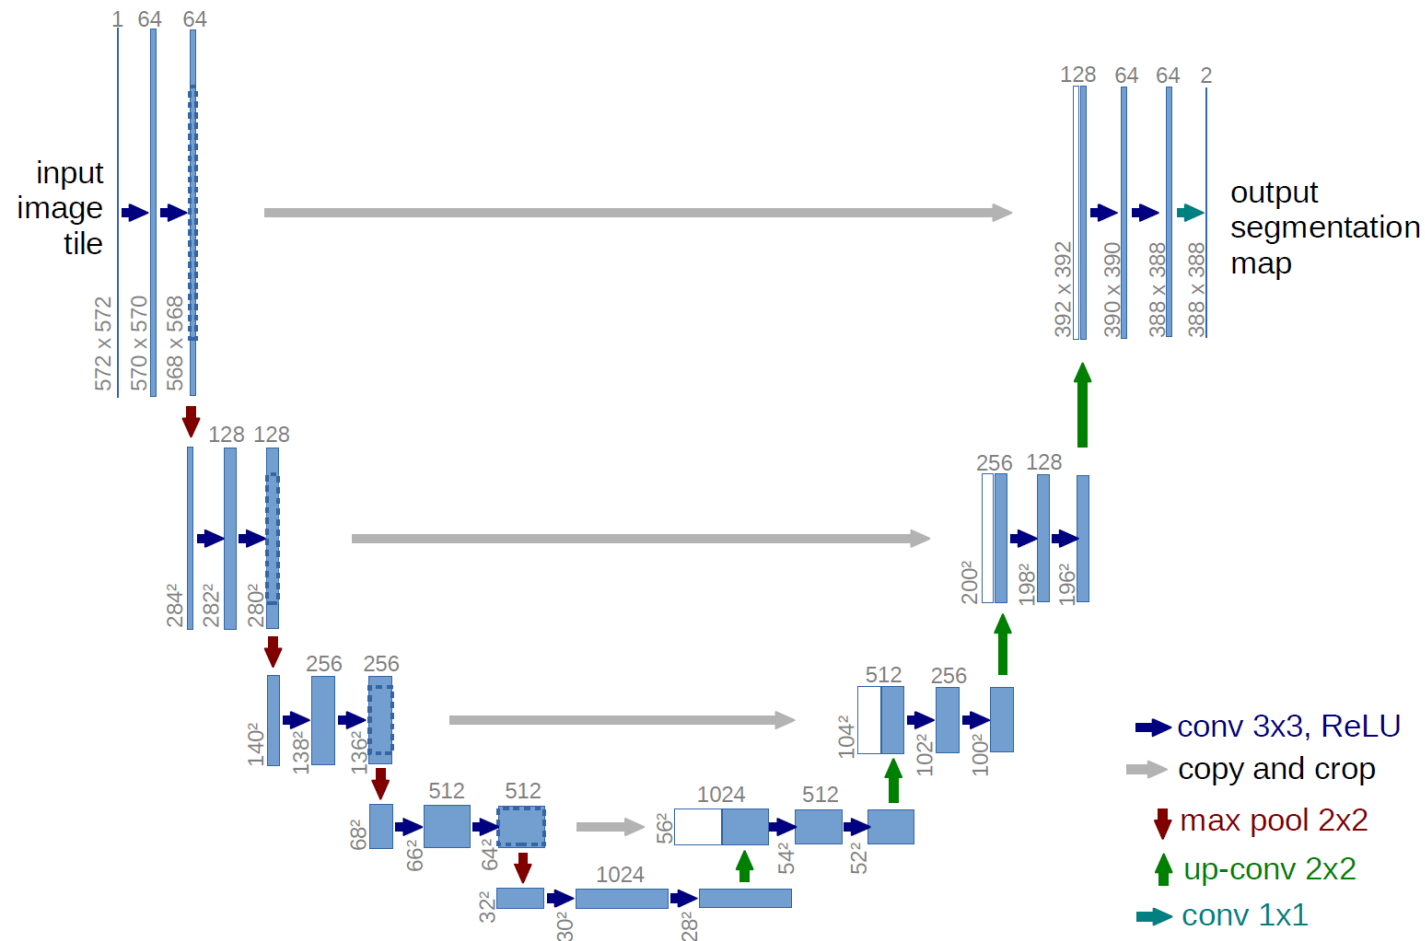 1 64 64
input
image
tile
572 x 572
570 x 570
568 x 568
128 64 64 2
output
segmentation
map
392 x 392
390 x 390
388 x 388
388 x 388
128 128
284²
282²
280²
256 128
200²
198²
196²
256 256
140²
138²
136²
512 256
104²
102²
100²
512 512
68²
66²
64²
1024 512
56²
54²
52²
1024
32²
30²
28²
conv 3x3, ReLU
copy and crop
max pool 2x2
up-conv 2x2
conv 1x1